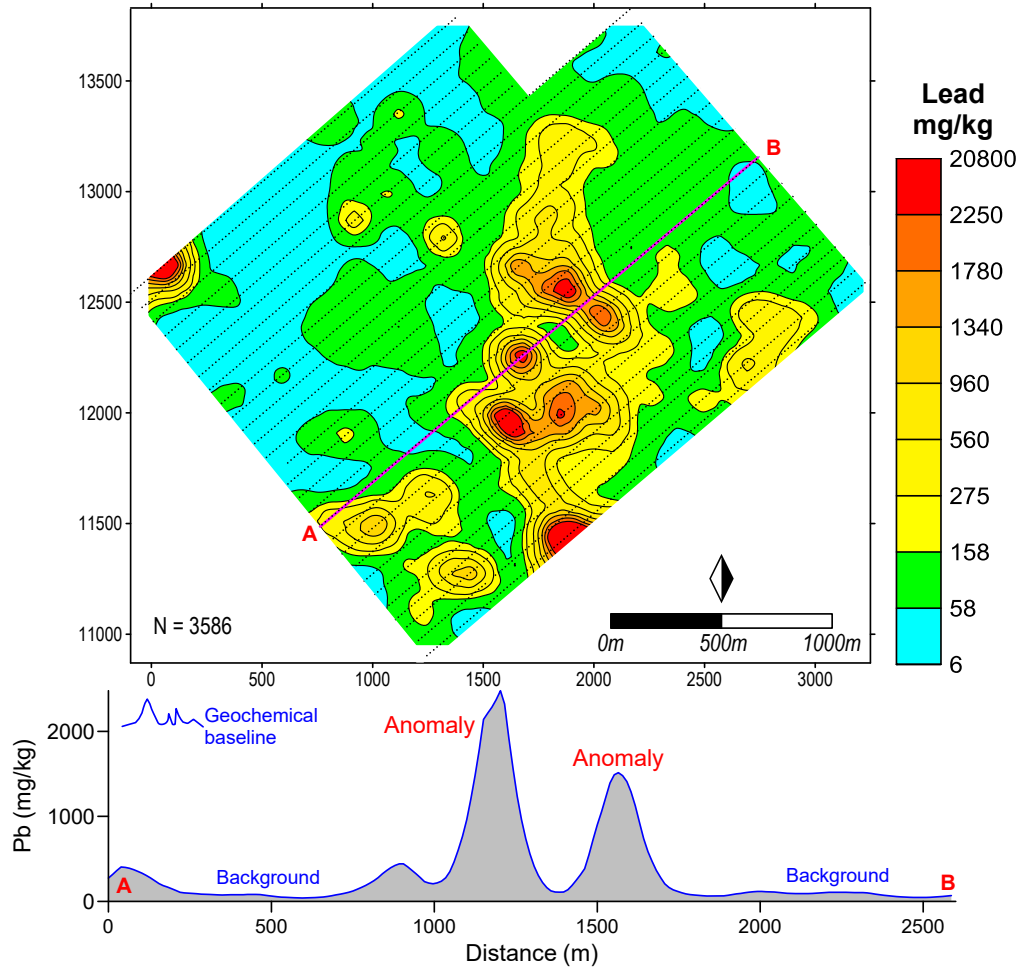 13500
13000
12500
12000
11500
11000
0
500
1000
1500
2000
2500
3000
A
B
N = 3586
0m
500m
1000m
Lead
mg/kg
20800
2250
1780
1340
960
560
275
158
58
6
Pb (mg/kg)
2000
1000
0
Geochemical
baseline
Anomaly
Anomaly
Background
Background
A
B
0
500
1000
1500
2000
2500
Distance (m)